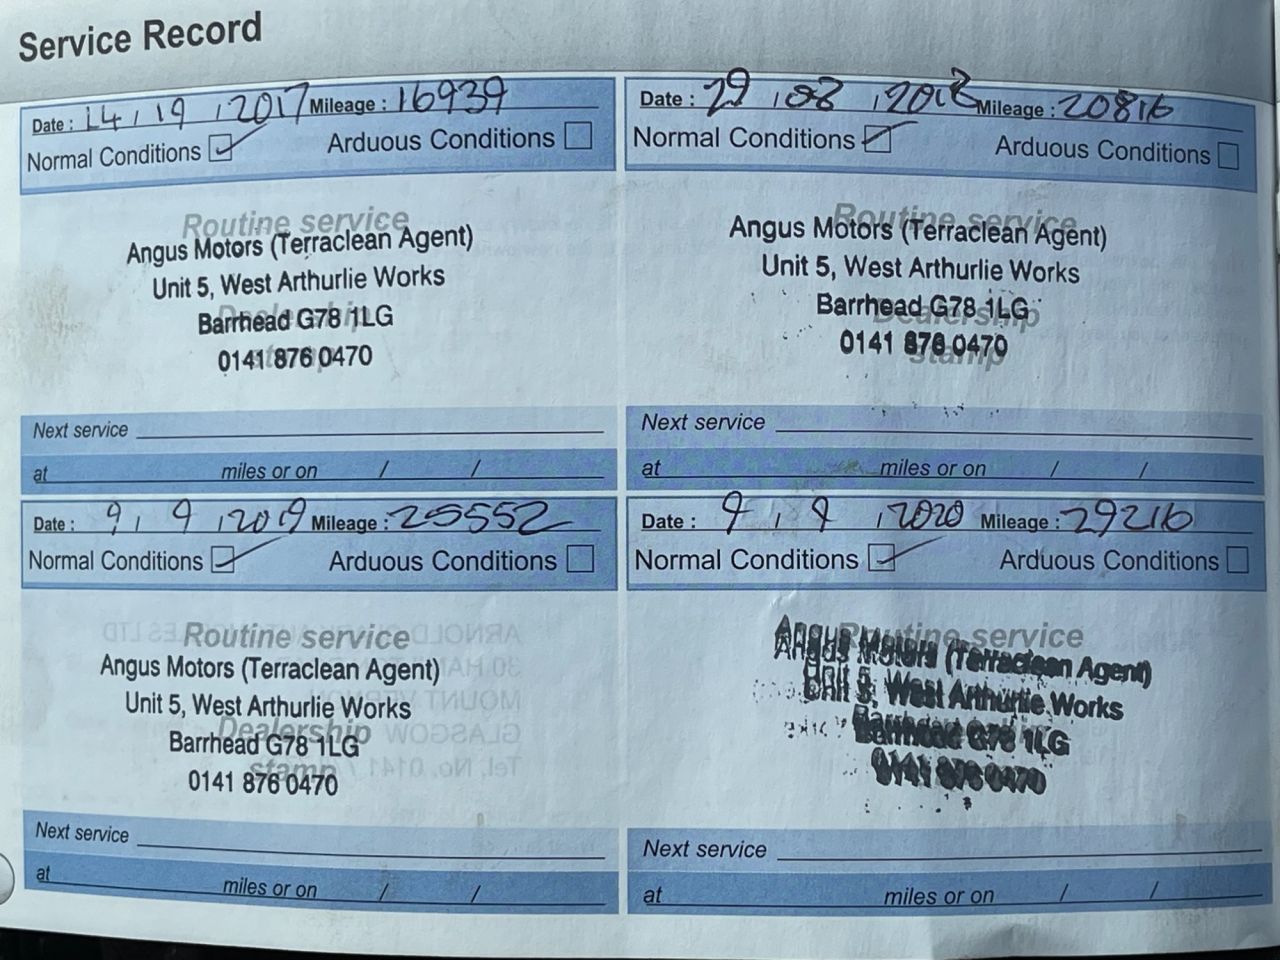 Service Record
Date : 14 / 19 / 2017 Mileage : 16939
Normal Conditions Arduous Conditions
Routine service
Angus Motors (Terraclean Agent)
Unit 5, West Arthurlie Works
Dealership
Barrhead G78 1LG
stamp
0141 876 0470
Next service
at miles or on / /
Date : 29 / 08 / 2018 Mileage : 20816
Normal Conditions Arduous Conditions
Routine service
Angus Motors (Terraclean Agent)
Unit 5, West Arthurlie Works
Barrhead G78 1LG
Dealership
0141 876 0470
stamp
Next service
at miles or on / /
Date : 9 / 9 / 2019 Mileage : 25552
Normal Conditions Arduous Conditions
Routine service
Angus Motors (Terraclean Agent)
Unit 5, West Arthurlie Works
Dealership
Barrhead G78 1LG
stamp
0141 876 0470
Next service
at miles or on / /
Date : 9 / 9 / 2020 Mileage : 29216
Normal Conditions Arduous Conditions
Routine service
Angus Motors (Terraclean Agent)
Unit 5, West Arthurlie Works
Barrhead G78 1LG
0141 876 0470
Next service
at miles or on / /